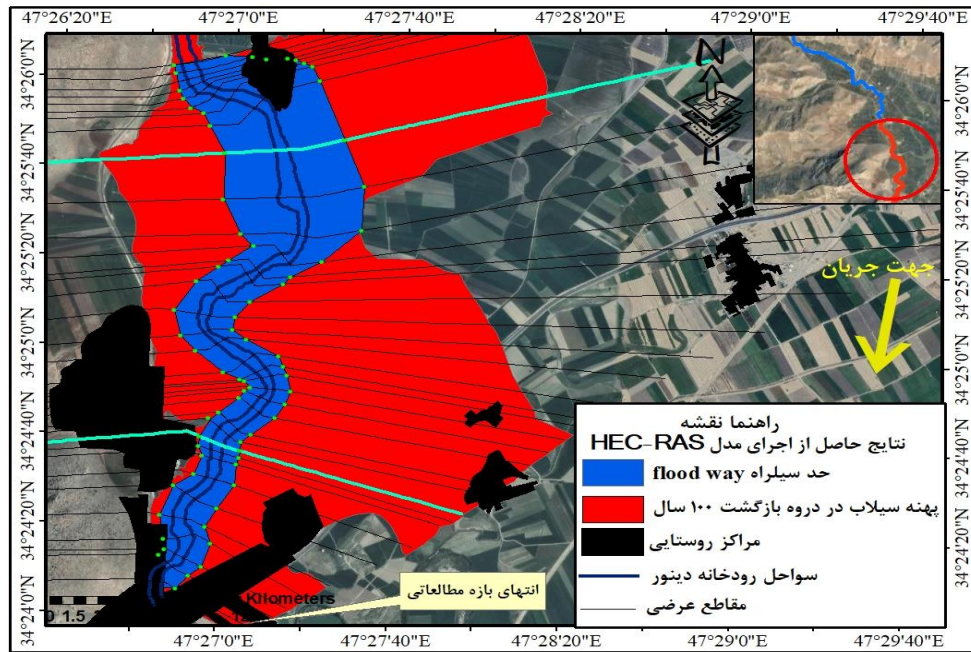 47°26'20"E 47°27'0"E 47°27'40"E 47°28'20"E 47°29'0"E 47°29'40"E
34°26'0"N
34°25'40"N
34°25'20"N
34°25'0"N
34°24'40"N
34°24'20"N
34°24'0"N
N
34°26'0"N
34°25'40"N
34°25'20"N
34°25'0"N
34°24'40"N
34°24'20"N
جهت جریان
راهنما نقشه
نتایج حاصل از اجرای مدل HEC-RAS
حد سیلراه flood way
پهنه سیلاب در دروه بازگشت ۱۰۰ سال
مراکز روستایی
سواحل رودخانه دینور
مقاطع عرضی
انتهای بازه مطالعاتی
Kilometers
0 1.5
47°27'0"E 47°27'40"E 47°28'20"E 47°29'0"E 47°29'40"E